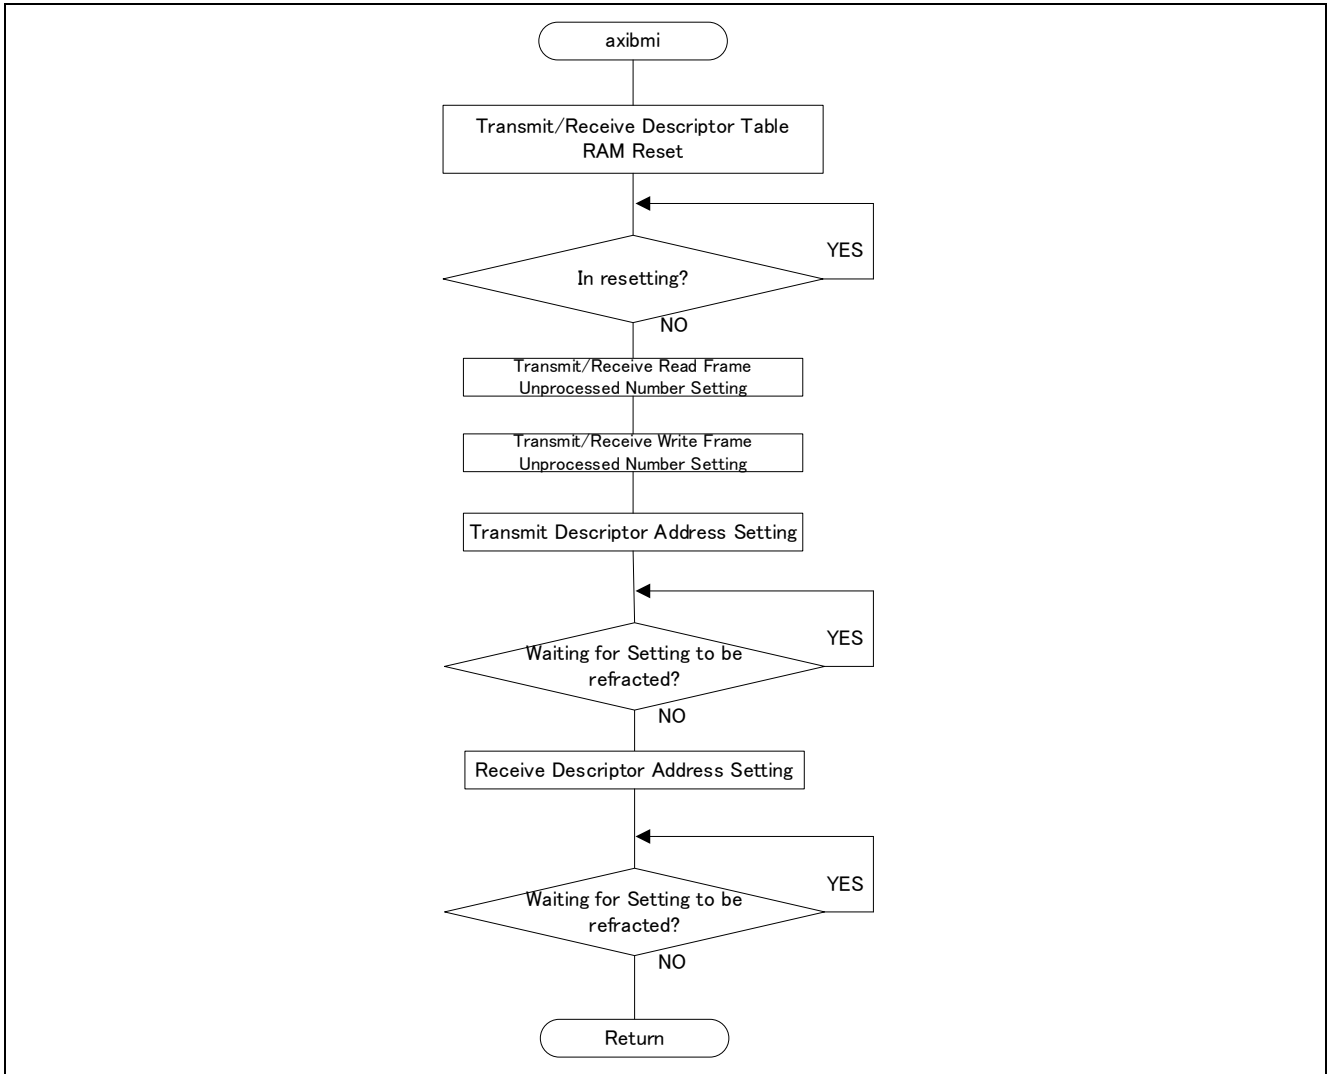 axibmi
Transmit/Receive Descriptor Table
RAM Reset
YES
In resetting?
NO
Transmit/Receive Read Frame
Unprocessed Number Setting
Transmit/Receive Write Frame
Unprocessed Number Setting
Transmit Descriptor Address Setting
YES
Waiting for Setting to be
refracted?
NO
Receive Descriptor Address Setting
YES
Waiting for Setting to be
refracted?
NO
Return